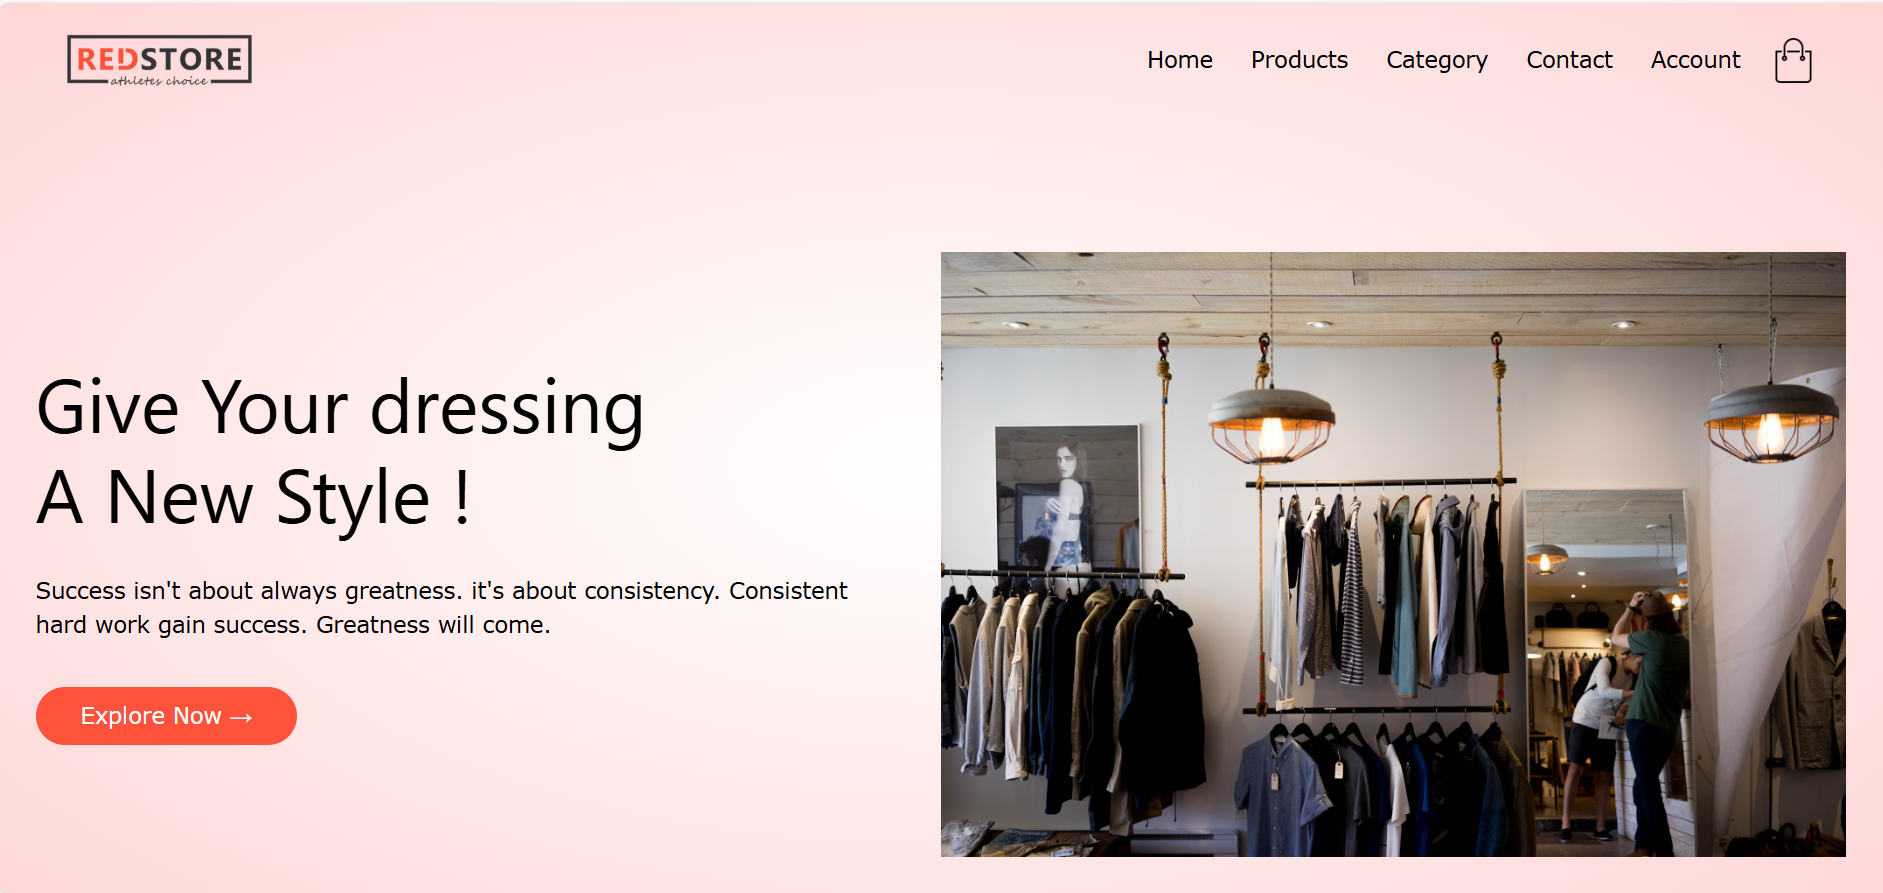 REDSTORE
athletes choice
Home Products Category Contact Account
Give Your dressing
A New Style !
Success isn't about always greatness. it's about consistency. Consistent
hard work gain success. Greatness will come.
Explore Now →